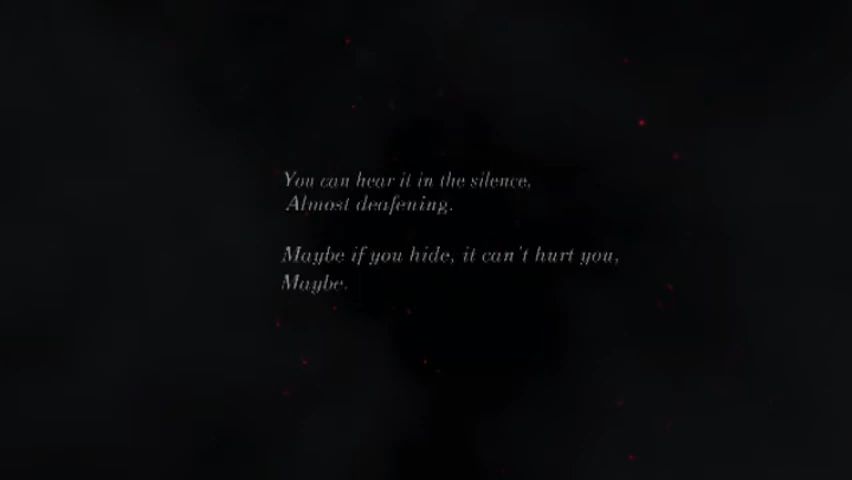 You can hear it in the silence,
Almost deafening.
Maybe if you hide, it can't hurt you,
Maybe.